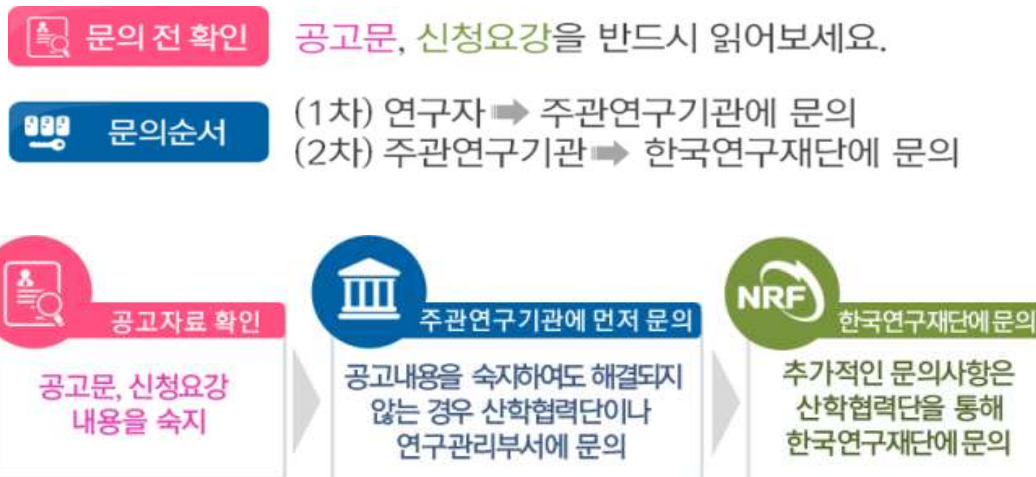 문의 전 확인
공고문, 신청요강을 반드시 읽어보세요.
문의순서
(1차) 연구자 ➡ 주관연구기관에 문의
(2차) 주관연구기관 ➡ 한국연구재단에 문의
공고자료 확인
공고문, 신청요강
내용을 숙지
주관연구기관에 먼저 문의
공고내용을 숙지하여도 해결되지
않는 경우 산학협력단이나
연구관리부서에 문의
NRF
한국연구재단에 문의
추가적인 문의사항은
산학협력단을 통해
한국연구재단에 문의